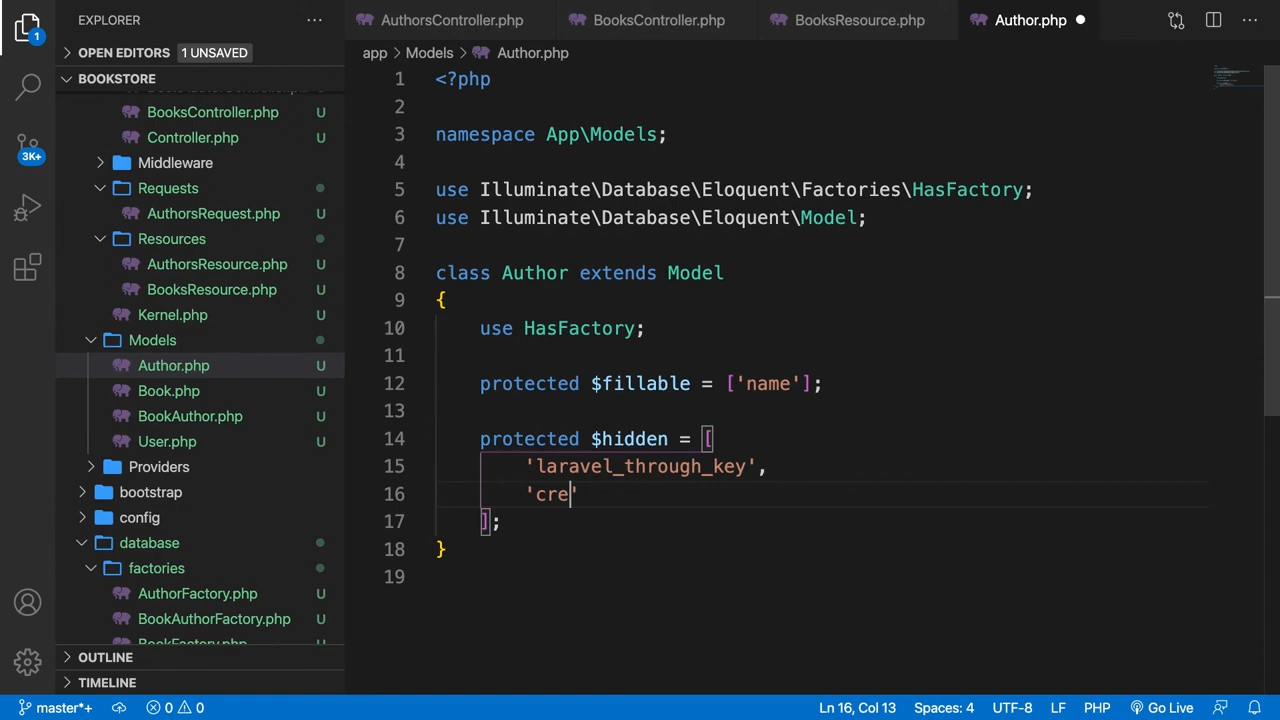 EXPLORER
OPEN EDITORS 1 UNSAVED
BOOKSTORE
BooksController.php U
Controller.php U
Middleware
Requests
AuthorsRequest.php U
Resources
AuthorsResource.php U
BooksResource.php U
Kernel.php U
Models
Author.php U
Book.php U
BookAuthor.php U
User.php U
Providers
bootstrap
config
database
factories
AuthorFactory.php U
BookAuthorFactory.php U
BookFactory.php U
OUTLINE
TIMELINE
1
3K+
AuthorsController.php BooksController.php BooksResource.php Author.php
app > Models > Author.php
1 <?php
2
3 namespace App\Models;
4
5 use Illuminate\Database\Eloquent\Factories\HasFactory;
6 use Illuminate\Database\Eloquent\Model;
7
8 class Author extends Model
9 {
10 use HasFactory;
11
12 protected $fillable = ['name'];
13
14 protected $hidden = [
15 'laravel_through_key',
16 'cre'
17 ];
18 }
19
master*+ 0 0 Ln 16, Col 13 Spaces: 4 UTF-8 LF PHP Go Live